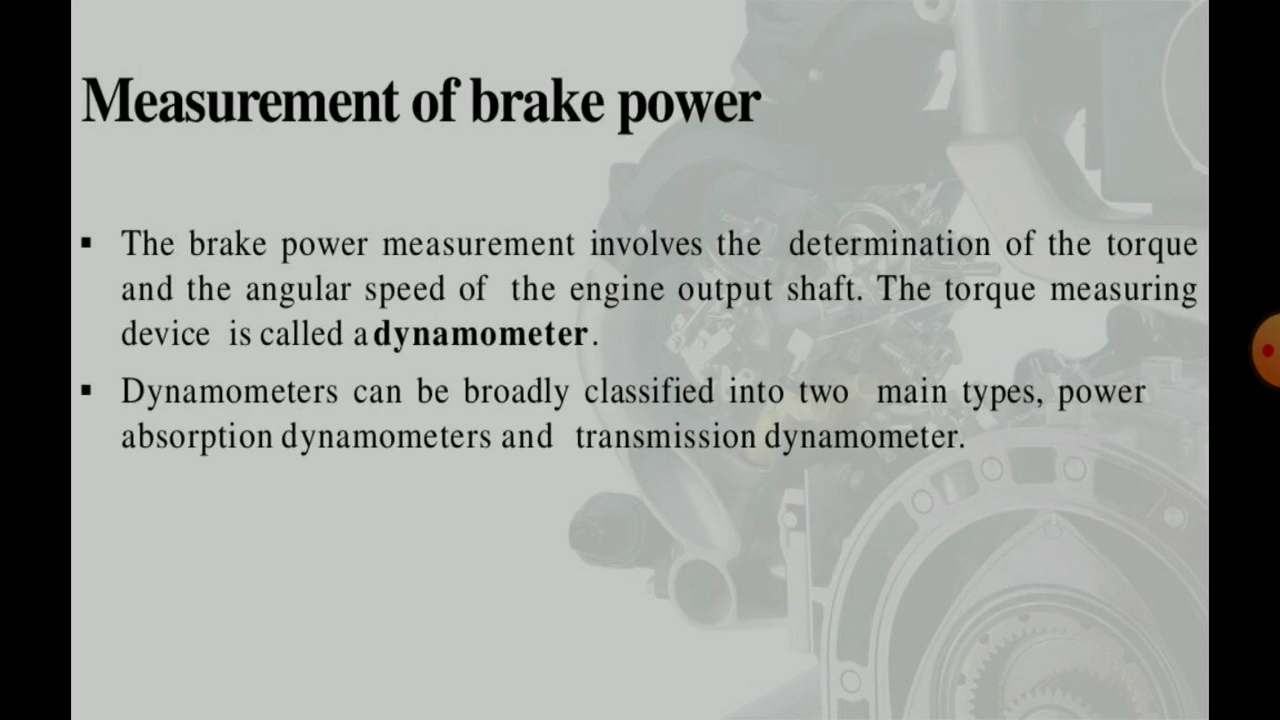 Measurement of brake power
▪ The brake power measurement involves the determination of the torque
and the angular speed of the engine output shaft. The torque measuring
device is called a dynamometer.
▪ Dynamometers can be broadly classified into two main types, power
absorption dynamometers and transmission dynamometer.